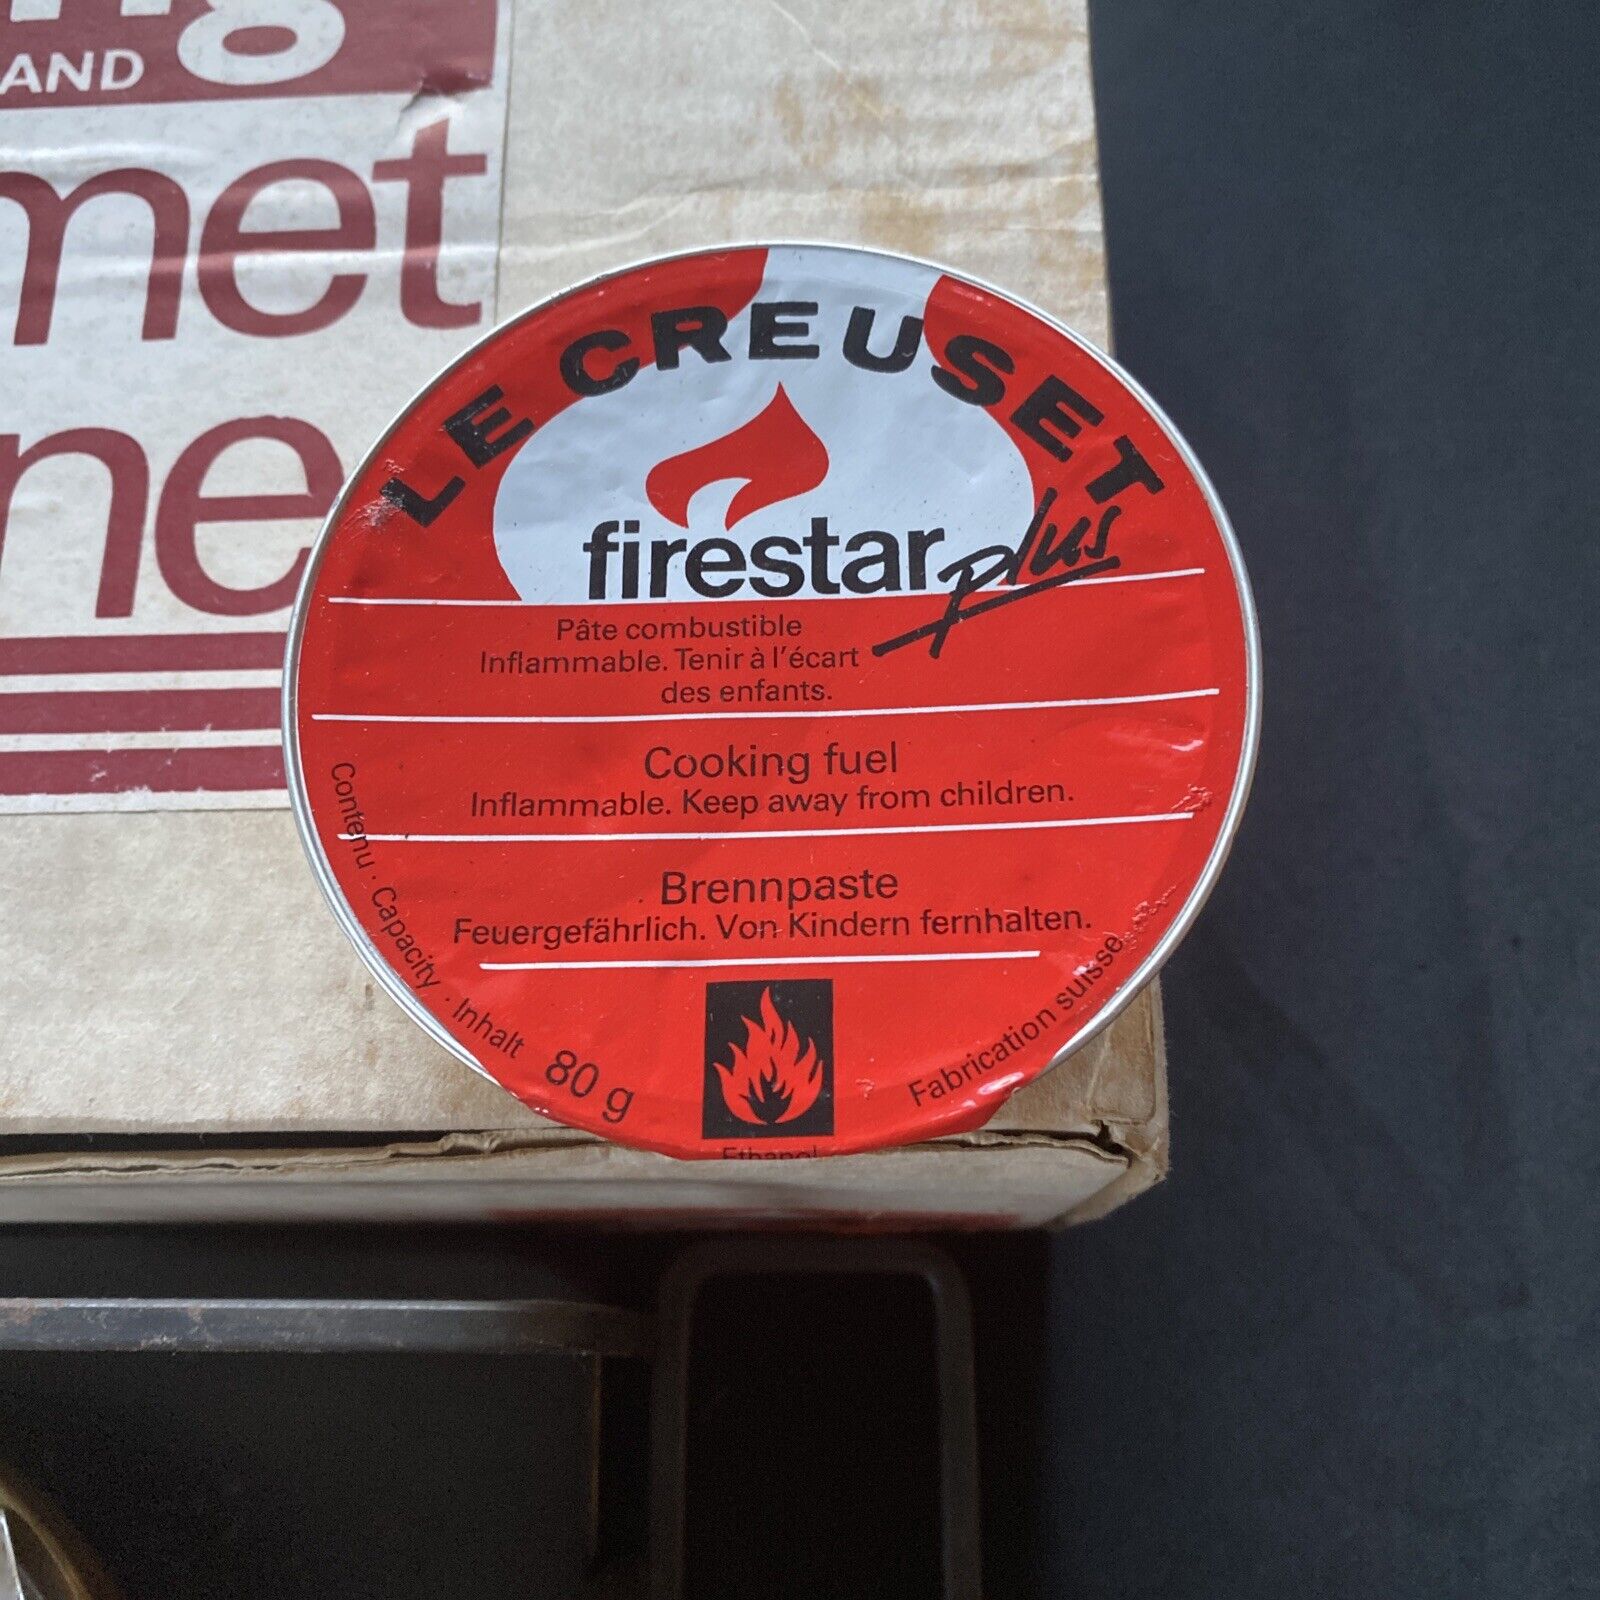 AND
met
ne
LE CREUSET
firestar plus
Pâte combustible
Inflammable. Tenir à l'écart
des enfants.
Cooking fuel
Inflammable. Keep away from children.
Brennpaste
Feuergefährlich. Von Kindern fernhalten.
Contenu · Capacity · Inhalt 80 g
Fabrication suisse
Ethanol